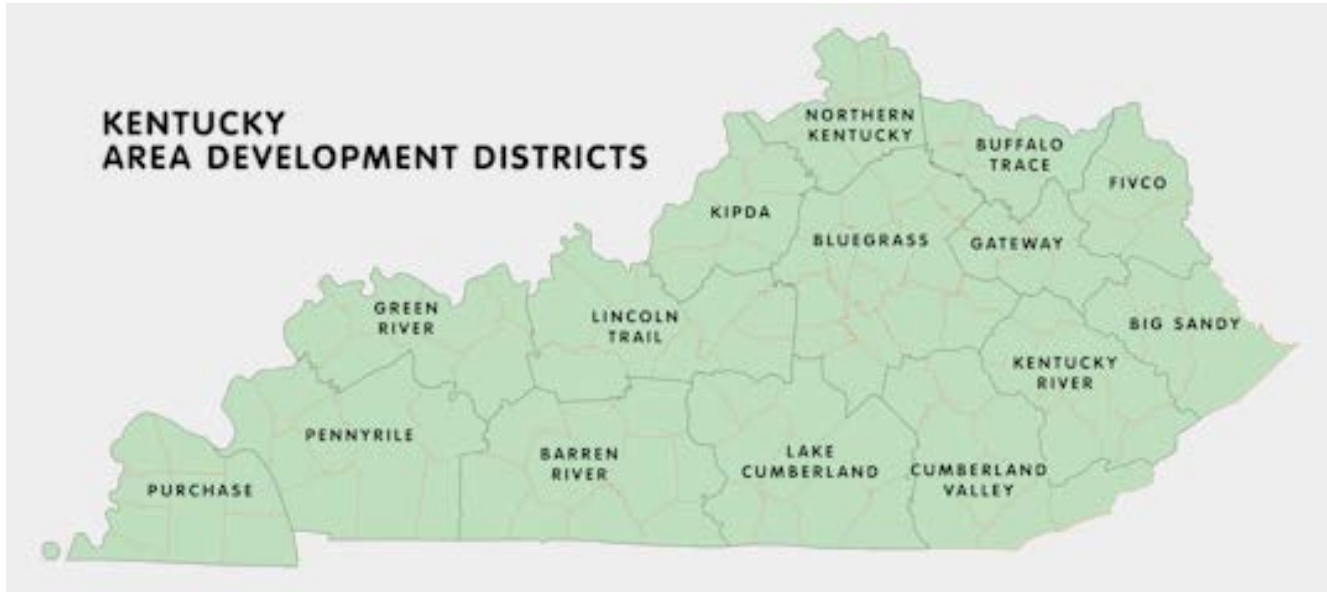 KENTUCKY
AREA DEVELOPMENT DISTRICTS
NORTHERN
KENTUCKY
BUFFALO
TRACE
FIVCO
KIPDA
BLUEGRASS
GATEWAY
GREEN
RIVER
LINCOLN
TRAIL
BIG SANDY
KENTUCKY
RIVER
PENNYRILE
BARREN
RIVER
LAKE
CUMBERLAND
CUMBERLAND
VALLEY
PURCHASE